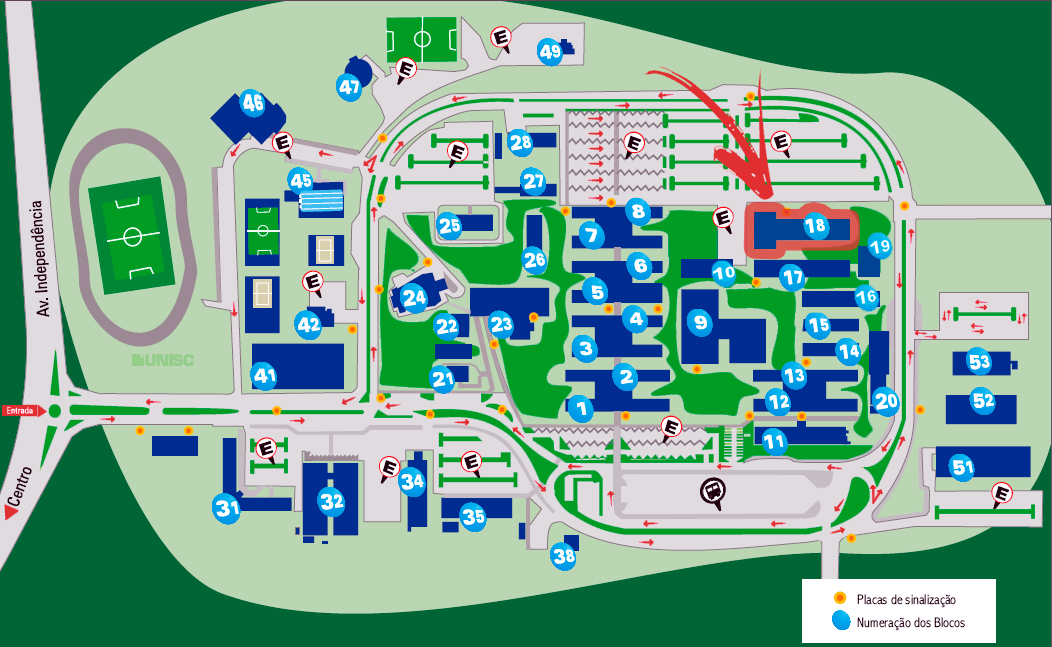 49
E
E
47
46
E
E
28
E
E
45
27
E
8
18
25
7
19
26
6
10
17
E
5
16
24
42
22
23
4
9
15
3
14
UNISC
41
21
2
13
53
1
12
20
52
Av. Independência
Entrada
E
E
11
E
E
34
51
31
32
35
E
Centro
38
Placas de sinalização
Numeração dos Blocos